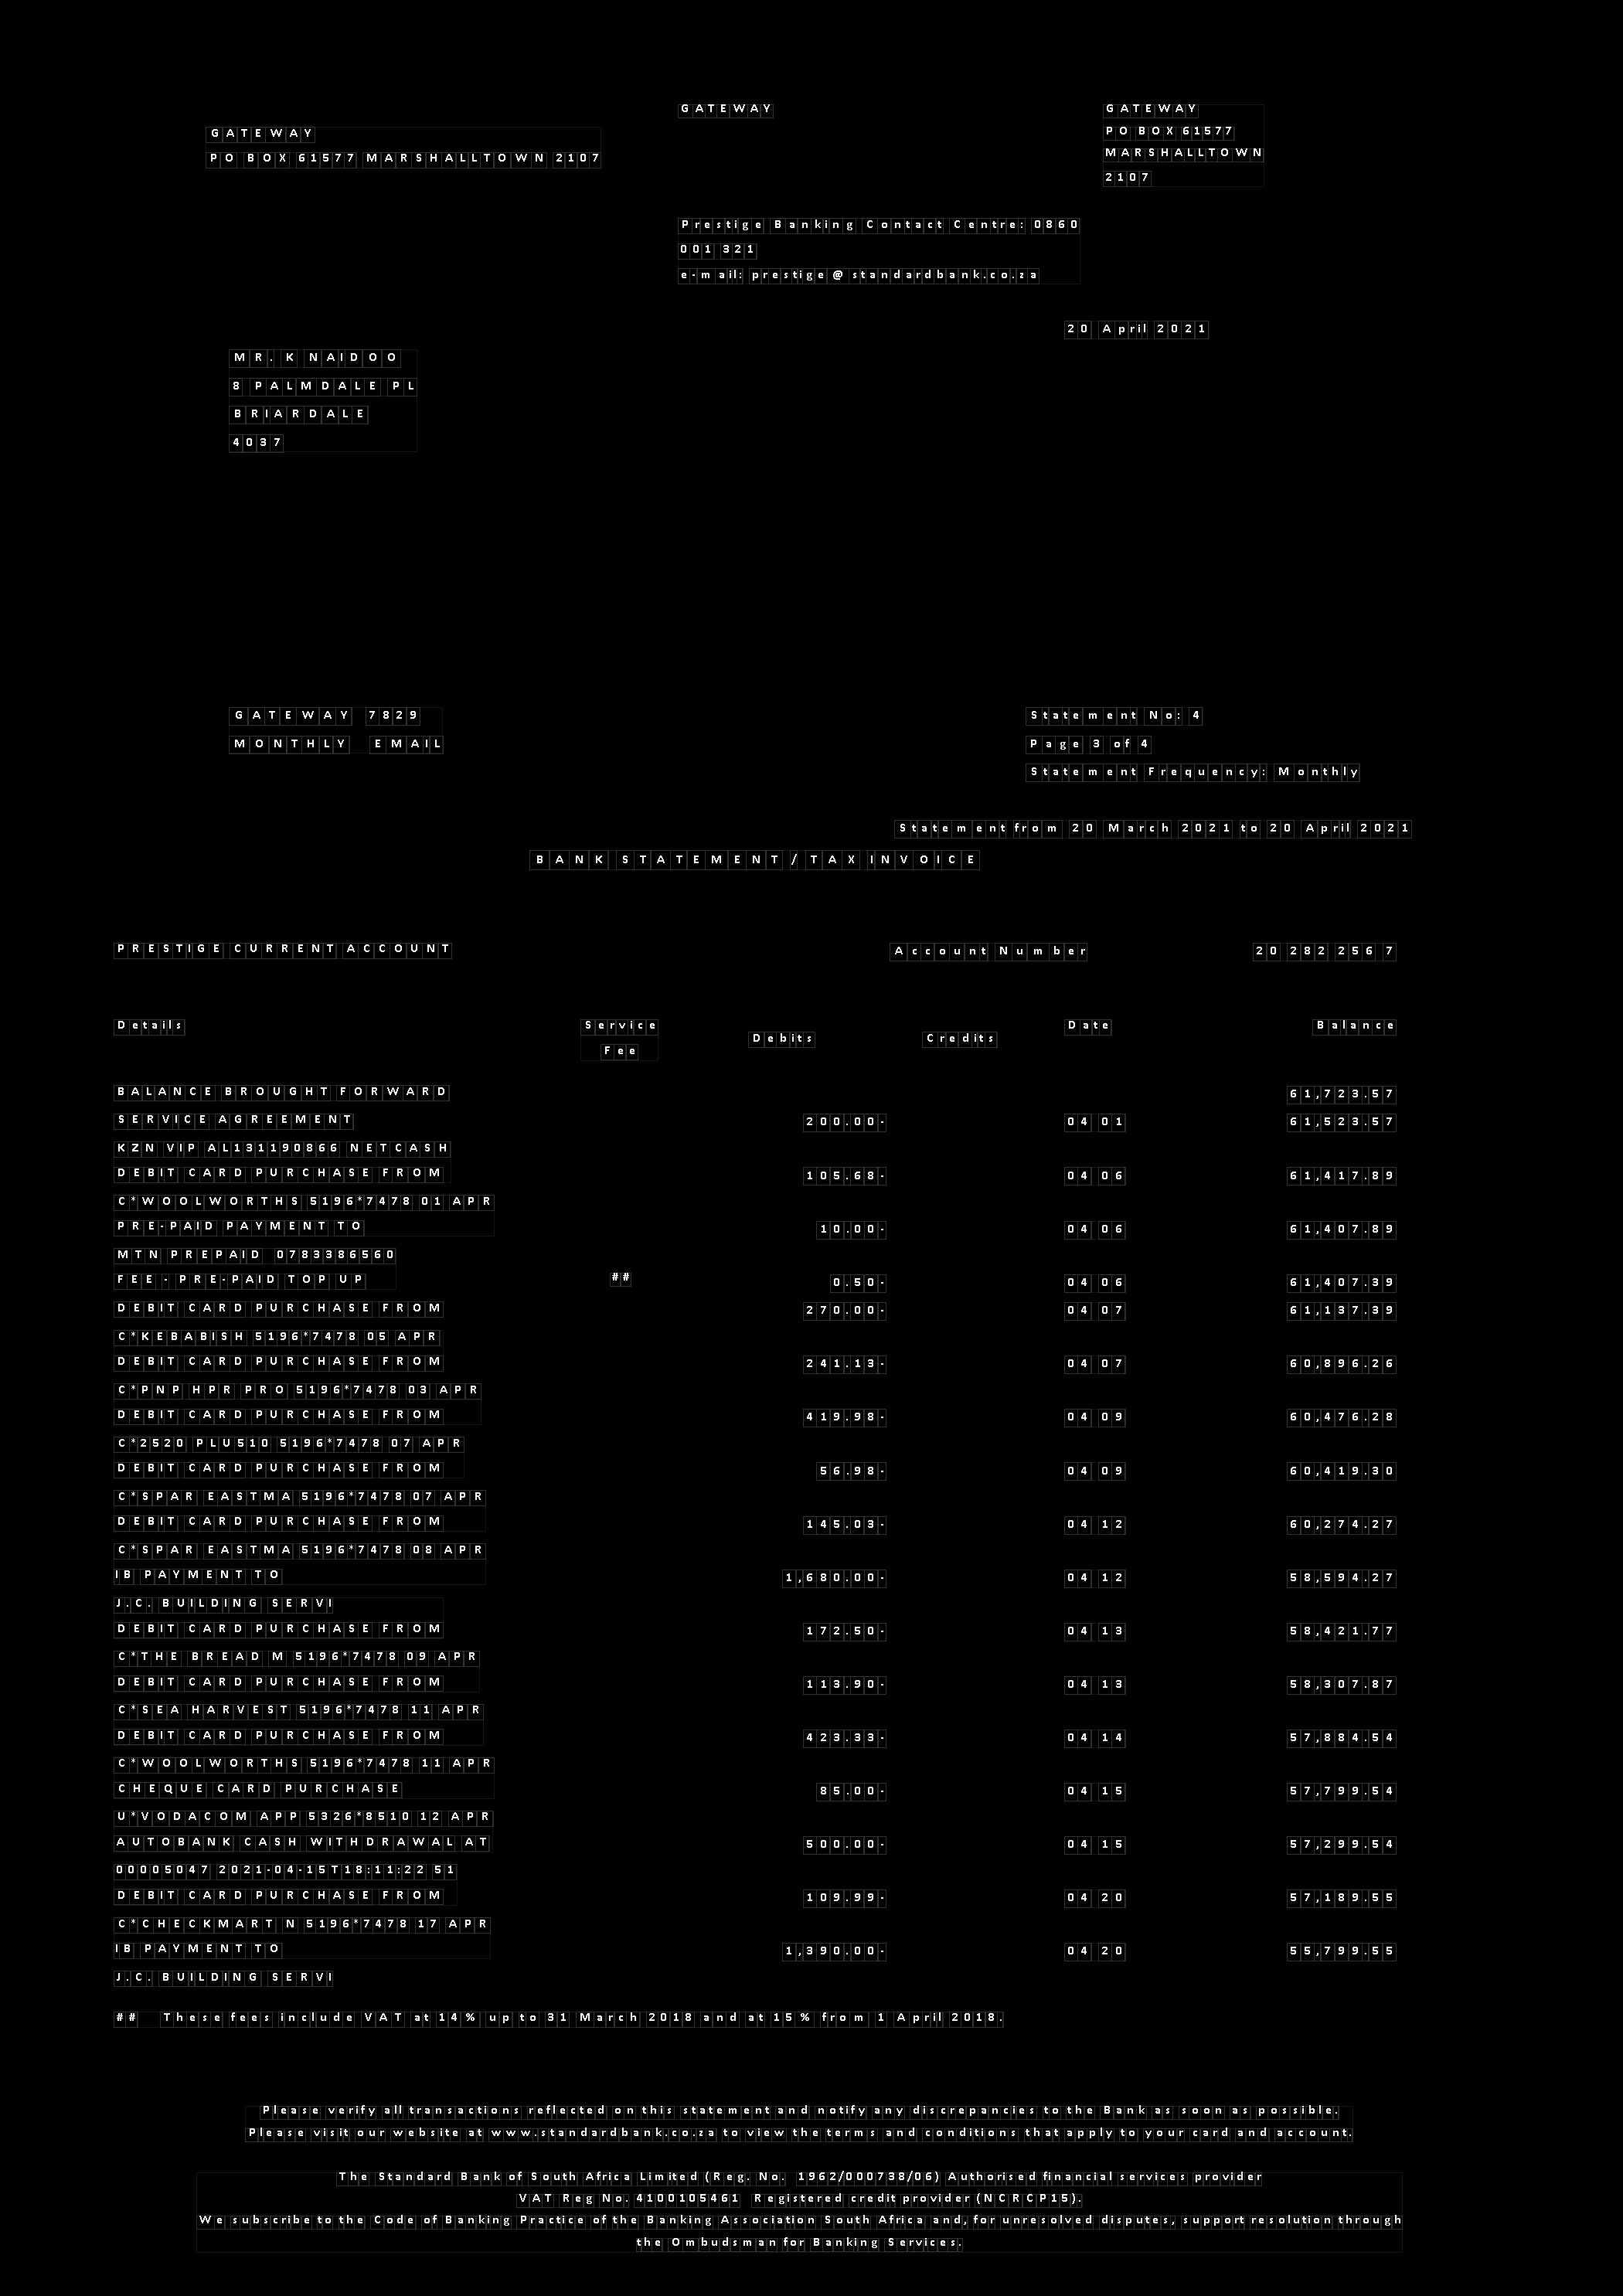 GATEWAY
GATEWAY
GATEWAY
PO BOX 61577 MARSHALLTOWN 2107
PO BOX 61577
MARSHALLTOWN
2107
Prestige Banking Contact Centre: 0860
001 321
e-mail: prestige@standardbank.co.za
20 April 2021
MR. K NAIDOO
8 PALMDALE PL
BRIARDALE
4037
GATEWAY 7829
MONTHLY EMAIL
Statement No: 4
Page 3 of 4
Statement Frequency: Monthly
Statement from 20 March 2021 to 20 April 2021
BANK STATEMENT / TAX INVOICE
PRESTIGE CURRENT ACCOUNT Account Number 20 282 256 7
Details Service Fee Debits Credits Date Balance
BALANCE BROUGHT FORWARD 61,723.57
SERVICE AGREEMENT 200.00- 04 01 61,523.57
KZN VIP AL131190866 NETCASH
DEBIT CARD PURCHASE FROM 105.68- 04 06 61,417.89
C*WOOLWORTHS 5196*7478 01 APR
PRE-PAID PAYMENT TO 10.00- 04 06 61,407.89
MTN PREPAID 0783386560
FEE - PRE-PAID TOP UP ## 0.50- 04 06 61,407.39
DEBIT CARD PURCHASE FROM 270.00- 04 07 61,137.39
C*KEBABISH 5196*7478 05 APR
DEBIT CARD PURCHASE FROM 241.13- 04 07 60,896.26
C*PNP HPR PRO 5196*7478 03 APR
DEBIT CARD PURCHASE FROM 419.98- 04 09 60,476.28
C*2520 PLU510 5196*7478 07 APR
DEBIT CARD PURCHASE FROM 56.98- 04 09 60,419.30
C*SPAR EASTMA 5196*7478 07 APR
DEBIT CARD PURCHASE FROM 145.03- 04 12 60,274.27
C*SPAR EASTMA 5196*7478 08 APR
IB PAYMENT TO 1,680.00- 04 12 58,594.27
J.C. BUILDING SERVI
DEBIT CARD PURCHASE FROM 172.50- 04 13 58,421.77
C*THE BREAD M 5196*7478 09 APR
DEBIT CARD PURCHASE FROM 113.90- 04 13 58,307.87
C*SEA HARVEST 5196*7478 11 APR
DEBIT CARD PURCHASE FROM 423.33- 04 14 57,884.54
C*WOOLWORTHS 5196*7478 11 APR
CHEQUE CARD PURCHASE 85.00- 04 15 57,799.54
U*VODACOM APP 5326*8510 12 APR
AUTOBANK CASH WITHDRAWAL AT 500.00- 04 15 57,299.54
00005047 2021-04-15T18:11:22 51
DEBIT CARD PURCHASE FROM 109.99- 04 20 57,189.55
C*CHECKMART N 5196*7478 17 APR
IB PAYMENT TO 1,390.00- 04 20 55,799.55
J.C. BUILDING SERVI
## These fees include VAT at 14% up to 31 March 2018 and at 15% from 1 April 2018.
Please verify all transactions reflected on this statement and notify any discrepancies to the Bank as soon as possible.
Please visit our website at www.standardbank.co.za to view the terms and conditions that apply to your card and account.
The Standard Bank of South Africa Limited (Reg. No. 1962/000738/06) Authorised financial services provider
VAT Reg No. 4100105461 Registered credit provider (NCRCP15).
We subscribe to the Code of Banking Practice of the Banking Association South Africa and, for unresolved disputes, support resolution through
the Ombudsman for Banking Services.